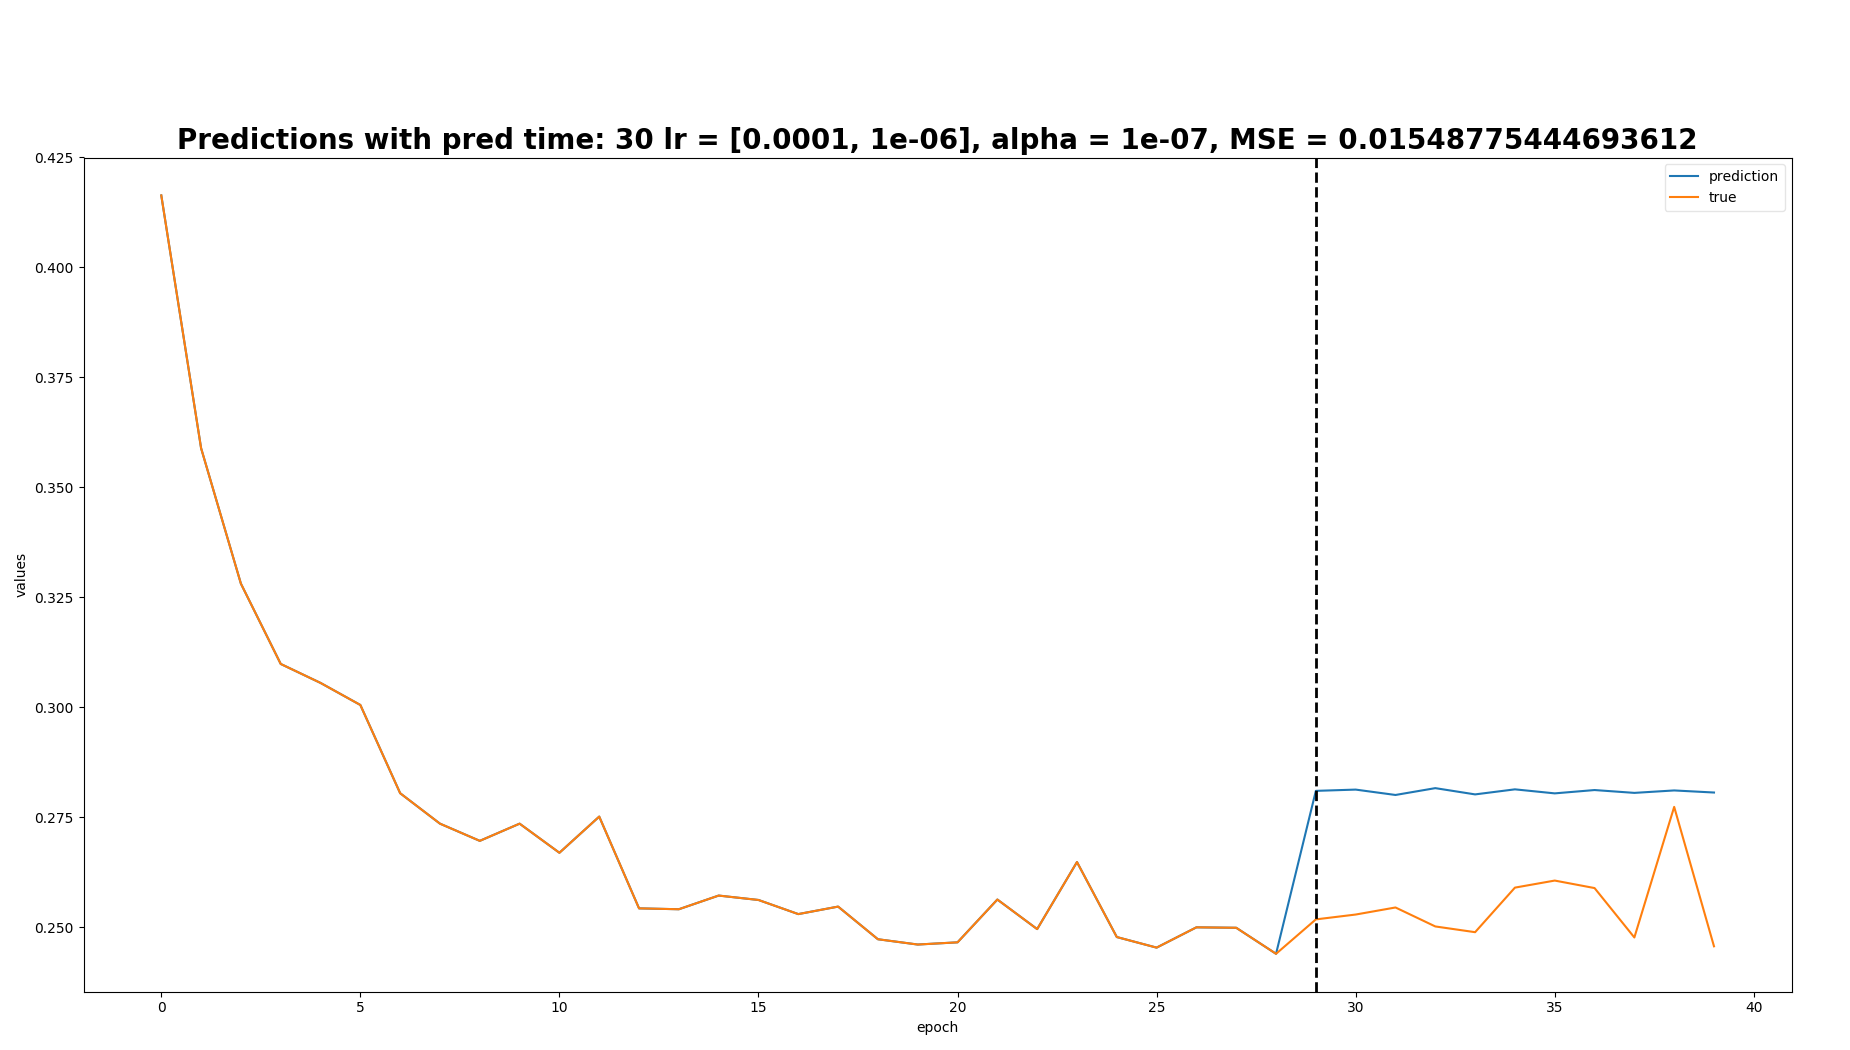 Predictions with pred time: 30 lr = [0.0001, 1e-06], alpha = 1e-07, MSE = 0.01548775444693612
0.425
0.400
0.375
0.350
0.325
0.300
0.275
0.250
values
prediction
true
0 5 10 15 20 25 30 35 40
epoch